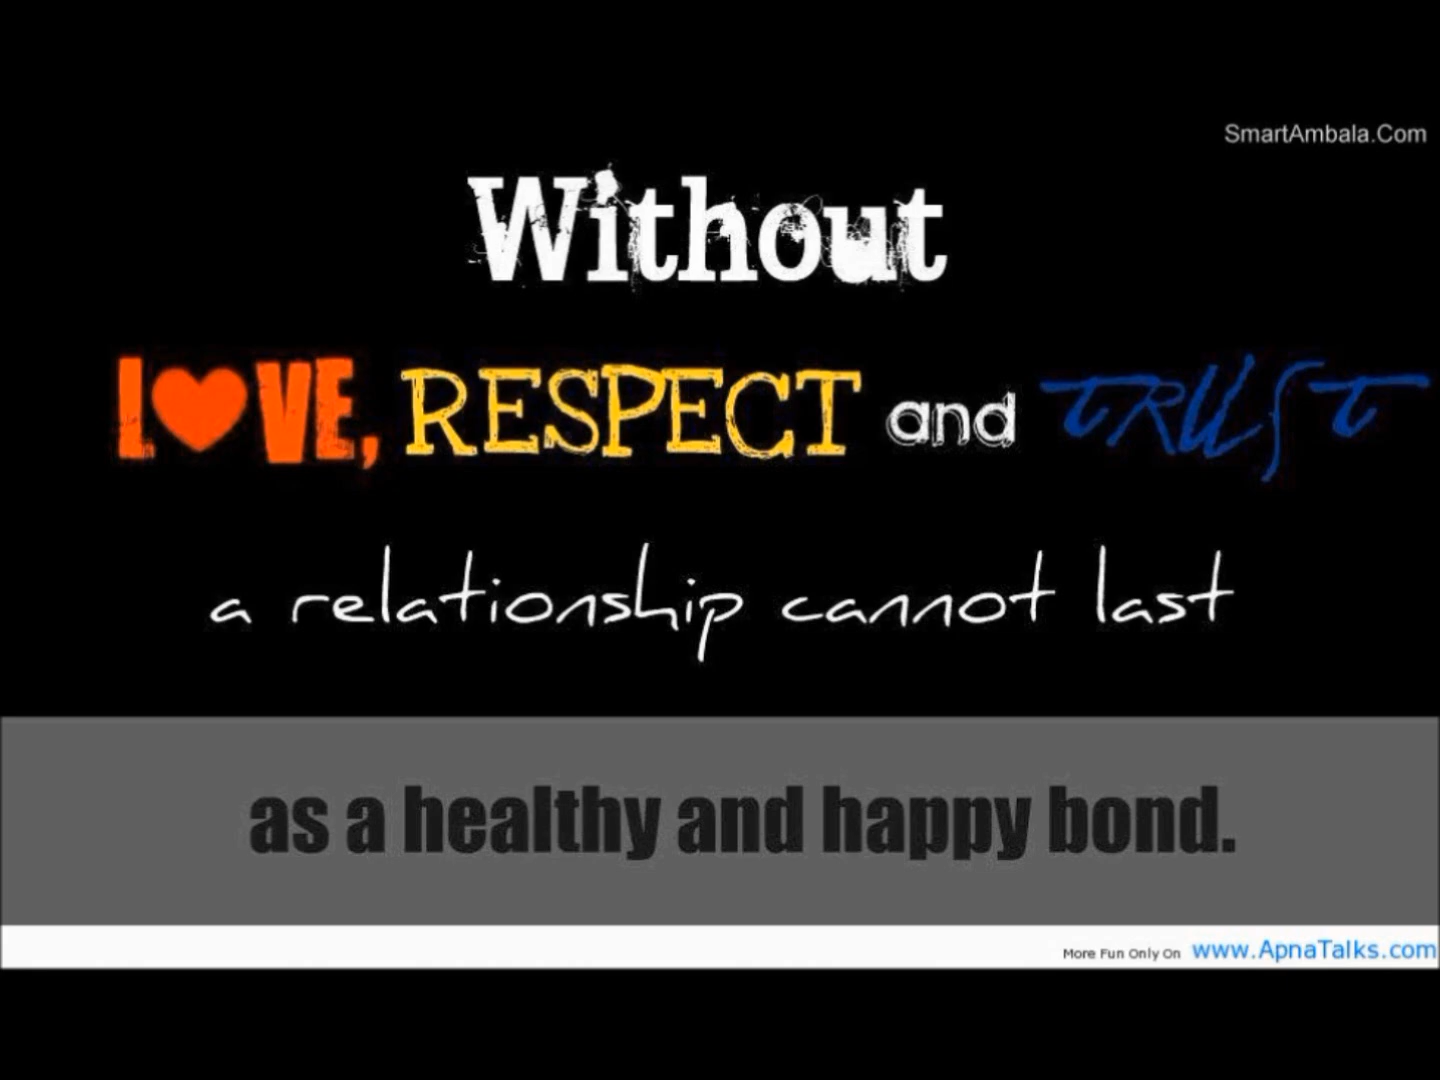 SmartAmbala.Com
Without
LOVE, RESPECT and TRUST
a relationship cannot last
as a healthy and happy bond.
More Fun Only On www.ApnaTalks.com